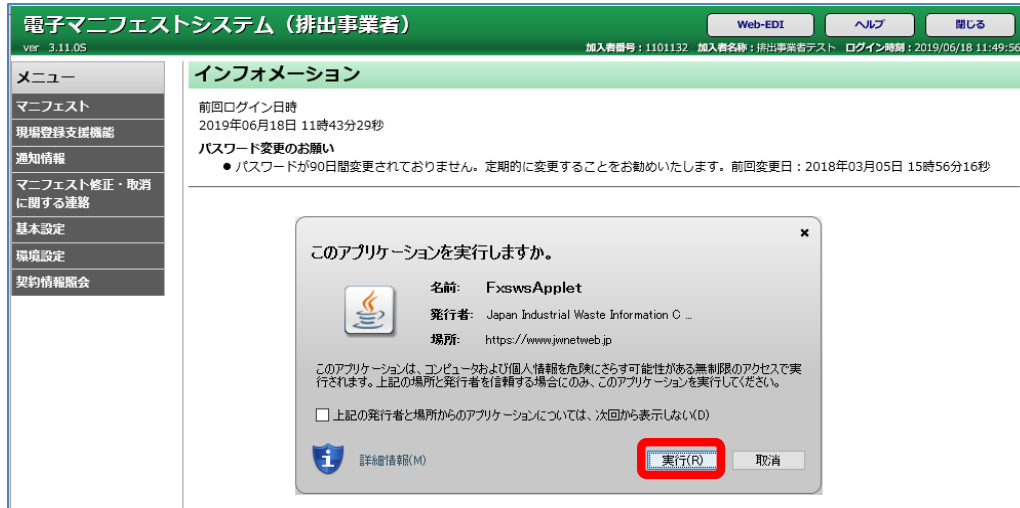 電子マニフェストシステム（排出事業者）
Web-EDI
ヘルプ
閉じる
ver 3.11.0S
加入者番号：1101132 加入者名称：排出事業者テスト ログイン時刻：2019/06/18 11:49:56
メニュー
マニフェスト
現場登録支援機能
通知情報
マニフェスト修正・取消
に関する連絡
基本設定
環境設定
契約情報照会
インフォメーション
前回ログイン日時
2019年06月18日 11時43分29秒
パスワード変更のお願い
● パスワードが90日間変更されておりません。定期的に変更することをお勧めいたします。前回変更日：2018年03月05日 15時56分16秒
×
このアプリケーションを実行しますか。
名前: FxswsApplet
発行者: Japan Industrial Waste Information C ...
場所: https://www.jwnetweb.jp
このアプリケーションは、コンピュータおよび個人情報を危険にさらす可能性がある無制限のアクセスで実
行されます。上記の場所と発行者を信頼する場合にのみ、このアプリケーションを実行してください。
上記の発行者と場所からのアプリケーションについては、次回から表示しない(D)
詳細情報(M)
実行(R)
取消